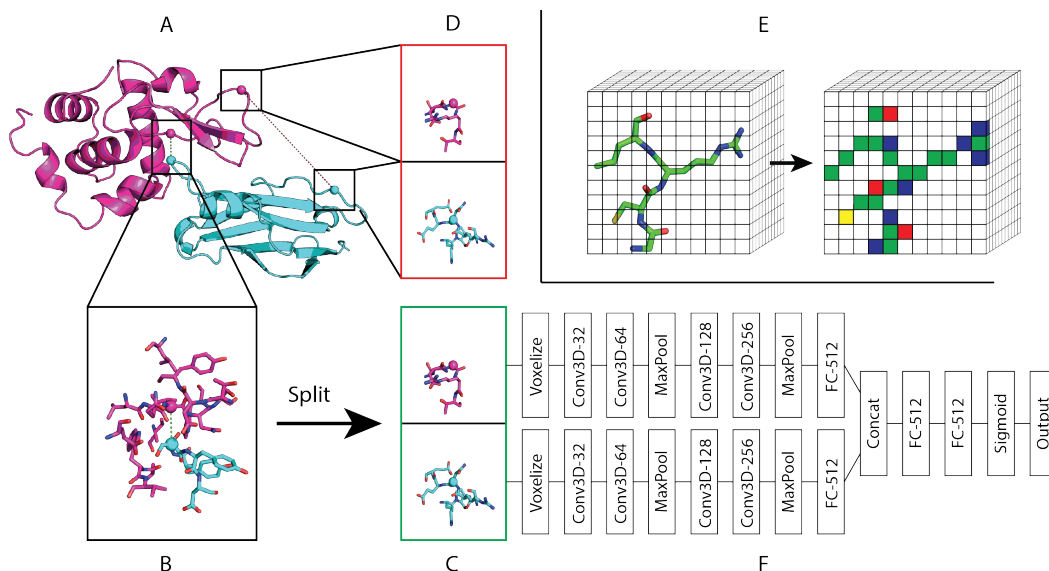 A
D
E
Split
Voxelize
Conv3D-32
Conv3D-64
MaxPool
Conv3D-128
Conv3D-256
MaxPool
FC-512
Voxelize
Conv3D-32
Conv3D-64
MaxPool
Conv3D-128
Conv3D-256
MaxPool
FC-512
Concat
FC-512
FC-512
Sigmoid
Output
B
C
F